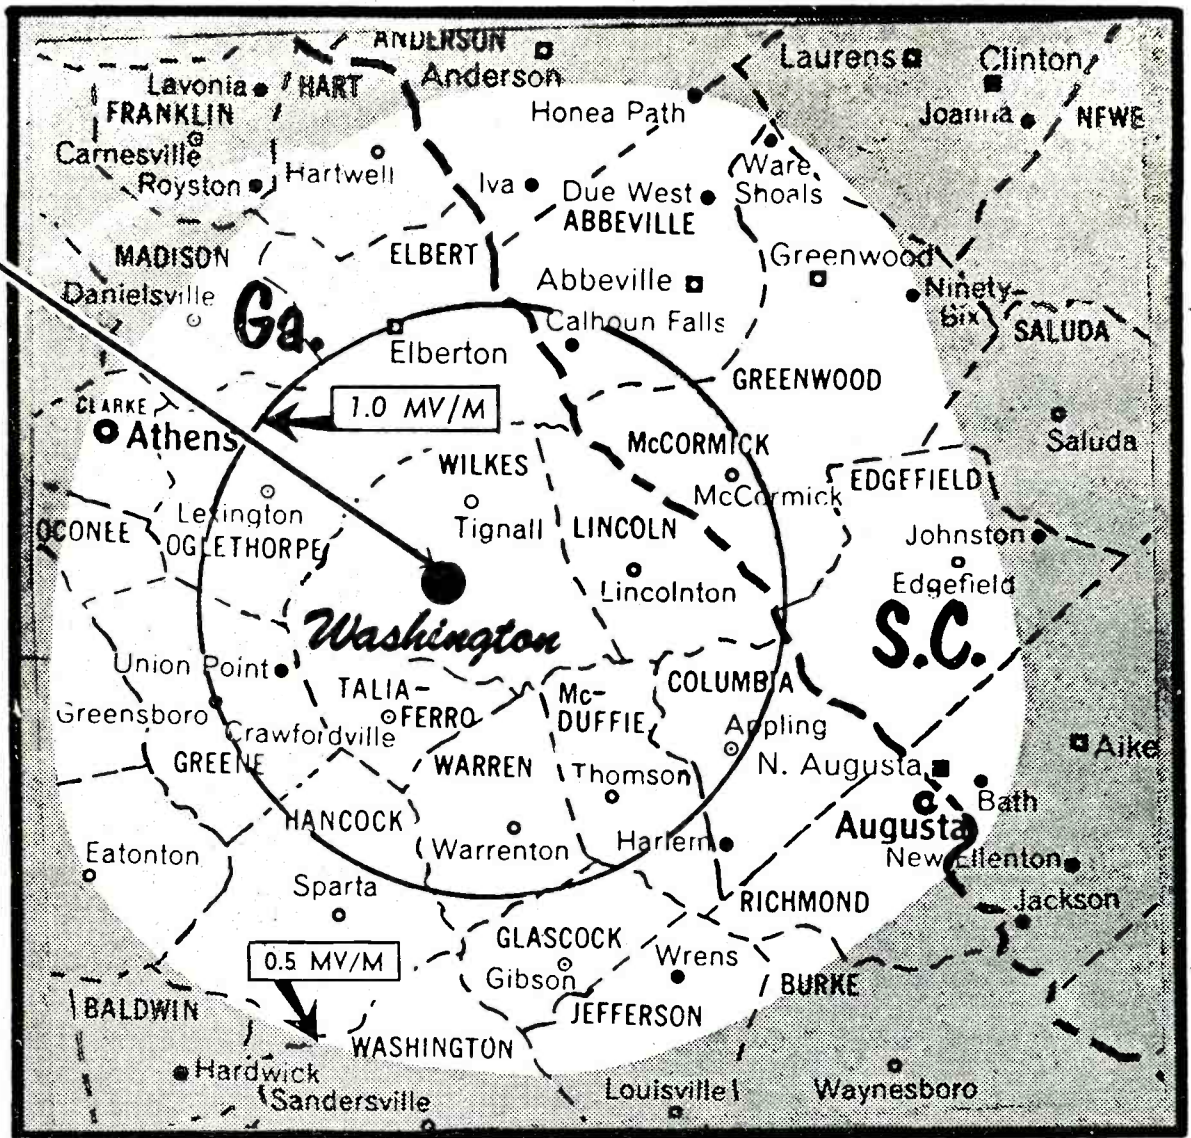 ANDERSON
Anderson
Laurens
Clinton
Lavonia
HART
FRANKLIN
Honea Path
Joanna
NEWE
Carnesville
Hartwell
Royston
Iva
Due West
Ware
Shoals
ABBEVILLE
MADISON
ELBERT
Greenwood
Danielsville
Abbeville
Ninety-
Six
Ga.
Calhoun Falls
SALUDA
Elberton
GREENWOOD
1.0 MV/M
CLARKE
Athens
McCORMICK
Saluda
WILKES
EDGEFIELD
McCormick
Lexington
Tignall
LINCOLN
OCONEE
OGLETHORPE
Johnston
Edgefield
Lincolnton
Washington
S.C.
Union Point
TALIA-
FERRO
Mc-
DUFFIE
COLUMBIA
Greensboro
Crawfordville
Appling
Aike
GREENE
WARREN
Thomson
N. Augusta
Bath
HANCOCK
Augusta
Warrenton
Harlem
New Ellenton
Eatonton
Sparta
RICHMOND
Jackson
GLASCOCK
0.5 MV/M
Gibson
Wrens
BURKE
BALDWIN
JEFFERSON
WASHINGTON
Hardwick
Sandersville
Louisville
Waynesboro